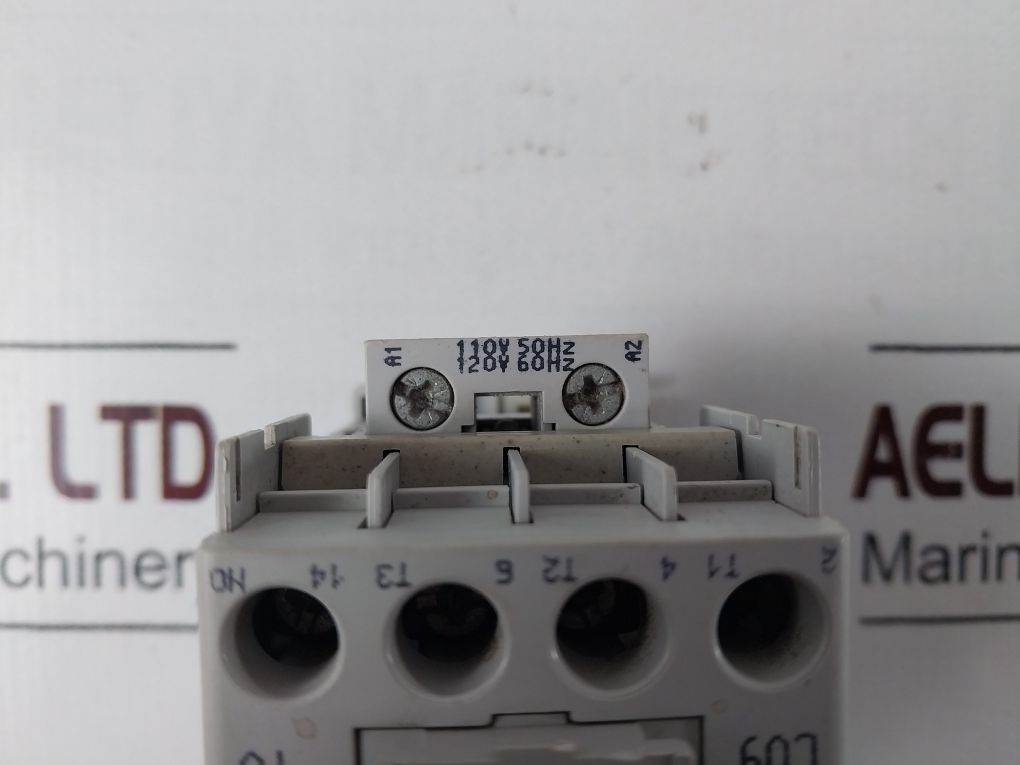 A1 110V 50HZ A2
120V 60HZ
. LTD
AEL
chiner
Marin
NO 14 T3 6 T2 4 T1 2